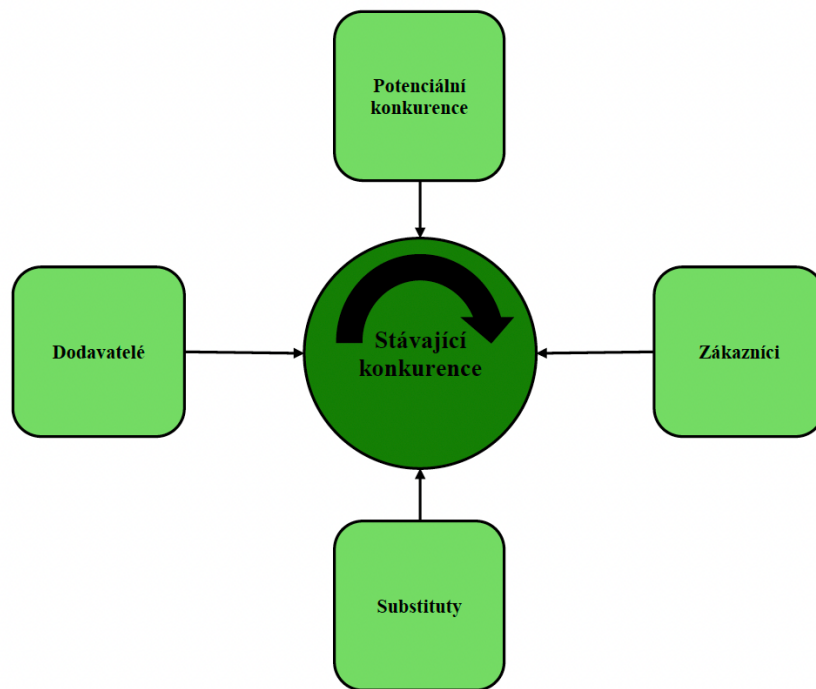 Potenciální
konkurence
Dodavatelé
Stávající
konkurence
Zákazníci
Substituty